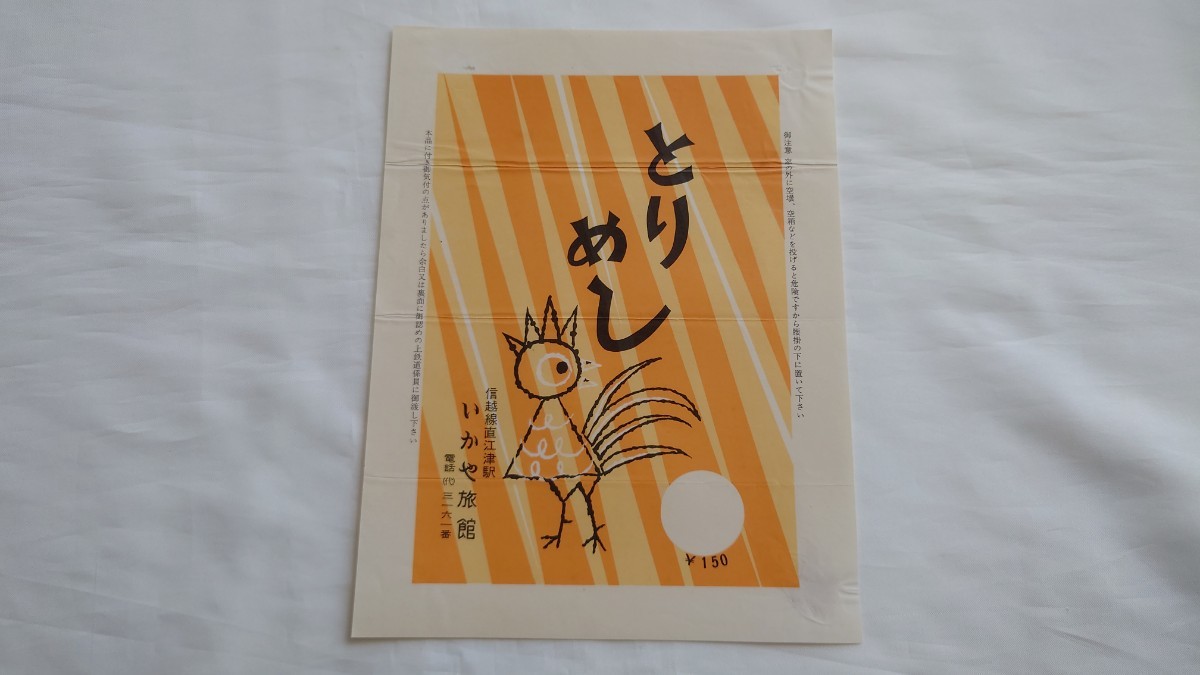 御注意 窓の外に空壜、空箱などを投げると危険ですから腰掛の下に置いて下さい
とり
めし
信越線直江津駅
いかや旅館
電話㈹三一六一番
¥150
本品に付き御気付の点がありましたら余白又は裏面に御認めの上鉄道係員に御渡し下さい